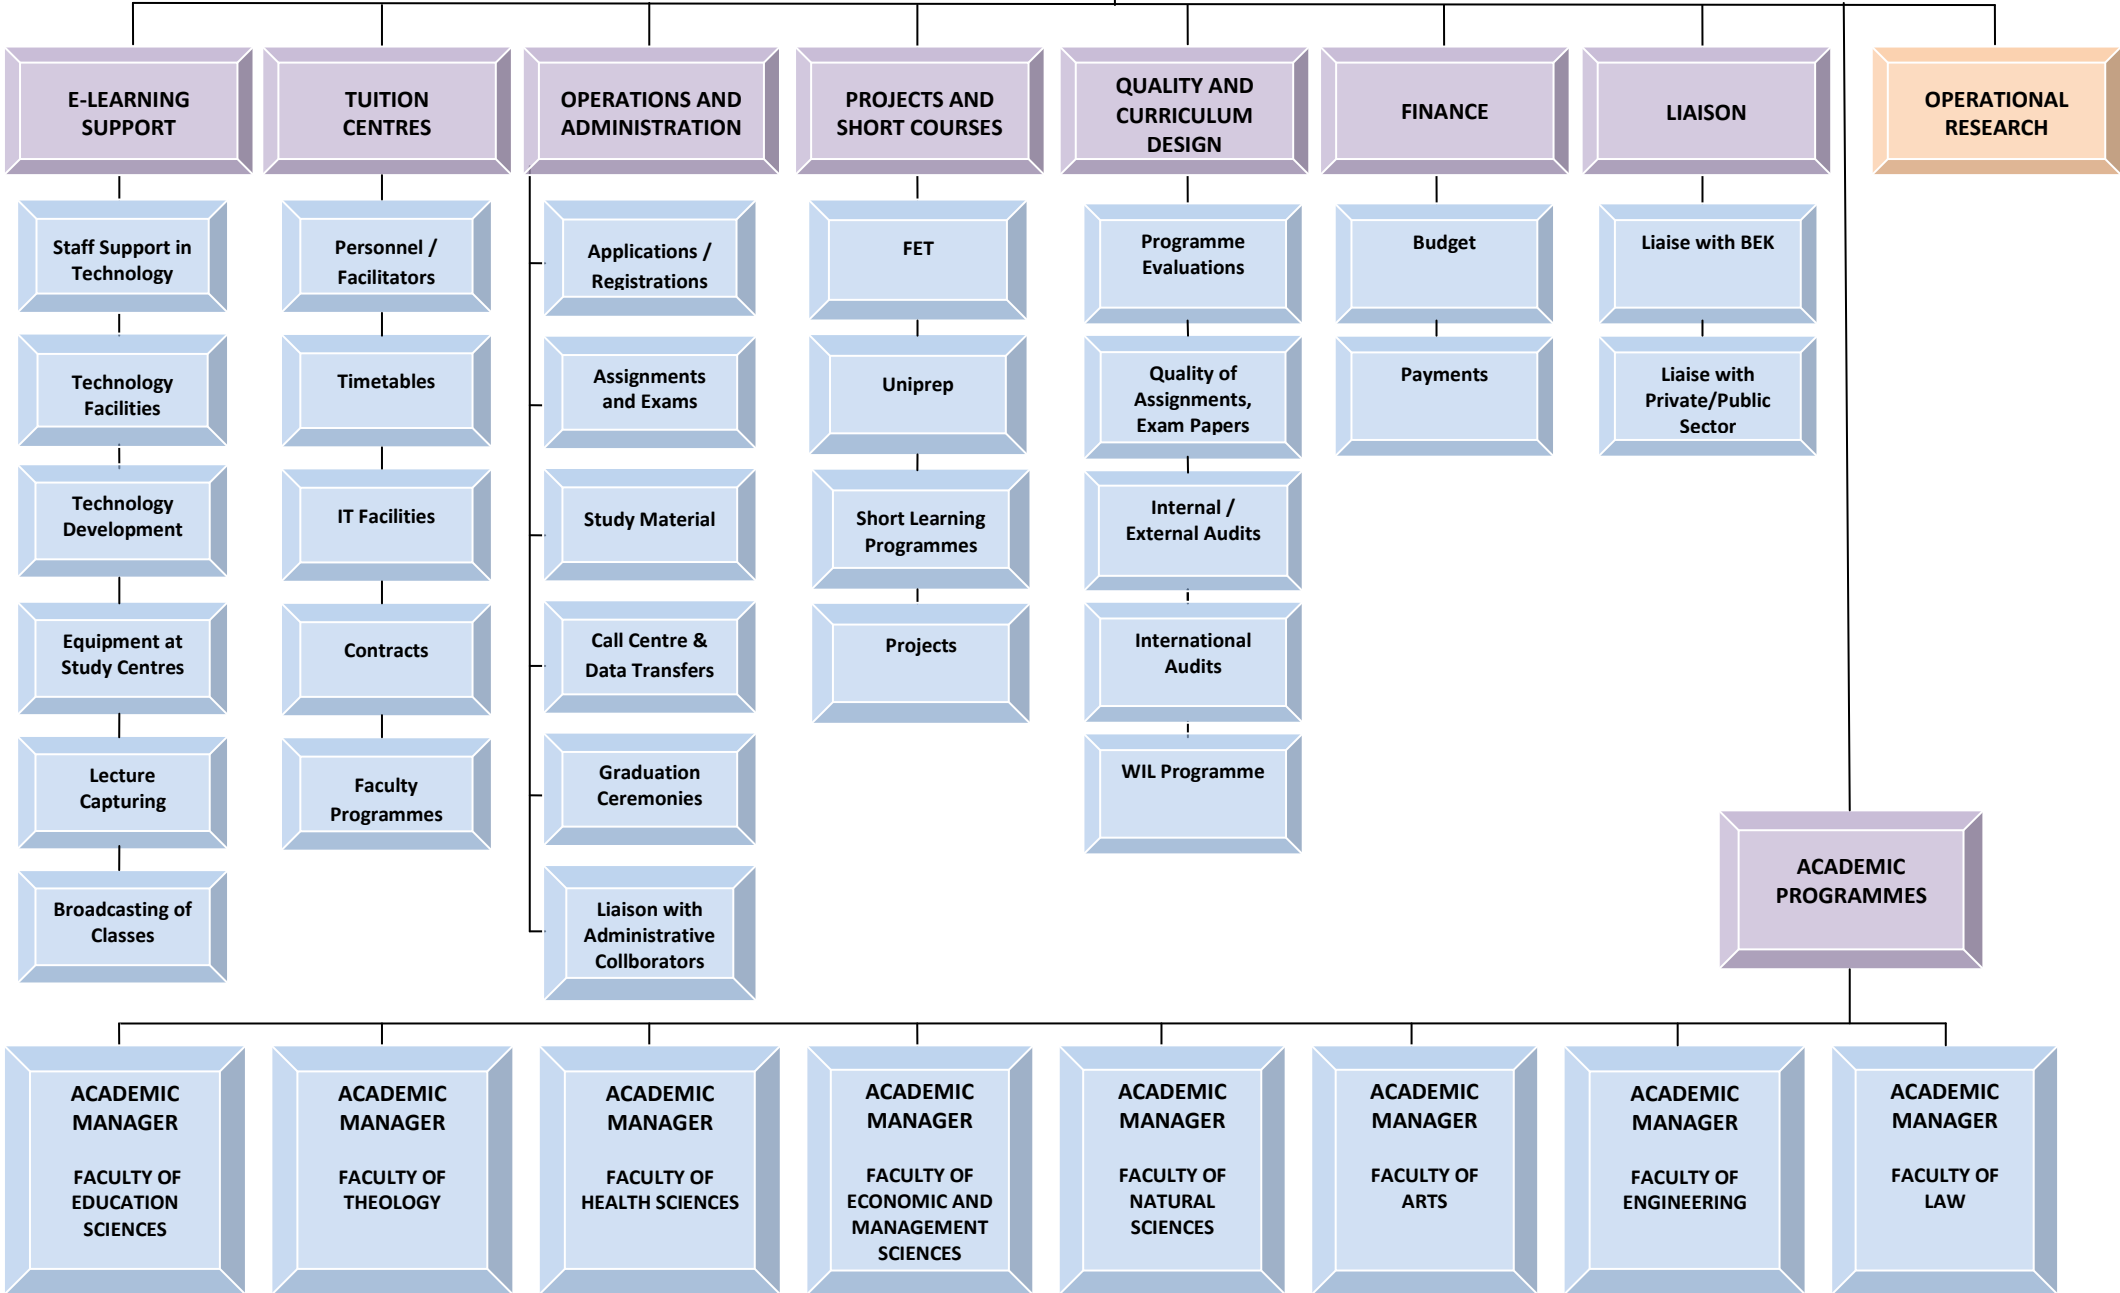 E-LEARNING
SUPPORT
TUITION
CENTRES
OPERATIONS AND
ADMINISTRATION
PROJECTS AND
SHORT COURSES
QUALITY AND
CURRICULUM
DESIGN
FINANCE
LIAISON
OPERATIONAL
RESEARCH
Staff Support in
Technology
Technology
Facilities
Technology
Development
Equipment at
Study Centres
Lecture
Capturing
Broadcasting of
Classes
Personnel /
Facilitators
Timetables
IT Facilities
Contracts
Faculty
Programmes
Applications /
Registrations
Assignments
and Exams
Study Material
Call Centre &
Data Transfers
Graduation
Ceremonies
Liaison with
Administrative
Collborators
FET
Uniprep
Short Learning
Programmes
Projects
Programme
Evaluations
Quality of
Assignments,
Exam Papers
Internal /
External Audits
International
Audits
WIL Programme
Budget
Payments
Liaise with BEK
Liaise with
Private/Public
Sector
ACADEMIC
PROGRAMMES
ACADEMIC
MANAGER
FACULTY OF
EDUCATION
SCIENCES
ACADEMIC
MANAGER
FACULTY OF
THEOLOGY
ACADEMIC
MANAGER
FACULTY OF
HEALTH SCIENCES
ACADEMIC
MANAGER
FACULTY OF
ECONOMIC AND
MANAGEMENT
SCIENCES
ACADEMIC
MANAGER
FACULTY OF
NATURAL
SCIENCES
ACADEMIC
MANAGER
FACULTY OF
ARTS
ACADEMIC
MANAGER
FACULTY OF
ENGINEERING
ACADEMIC
MANAGER
FACULTY OF
LAW